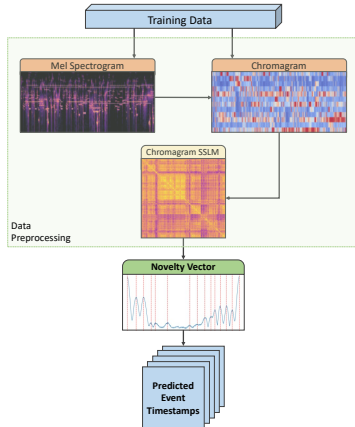 Training Data
Mel Spectrogram
Chromagram
Chromagram SSLM
Data
Preprocessing
Novelty Vector
Predicted
Event
Timestamps